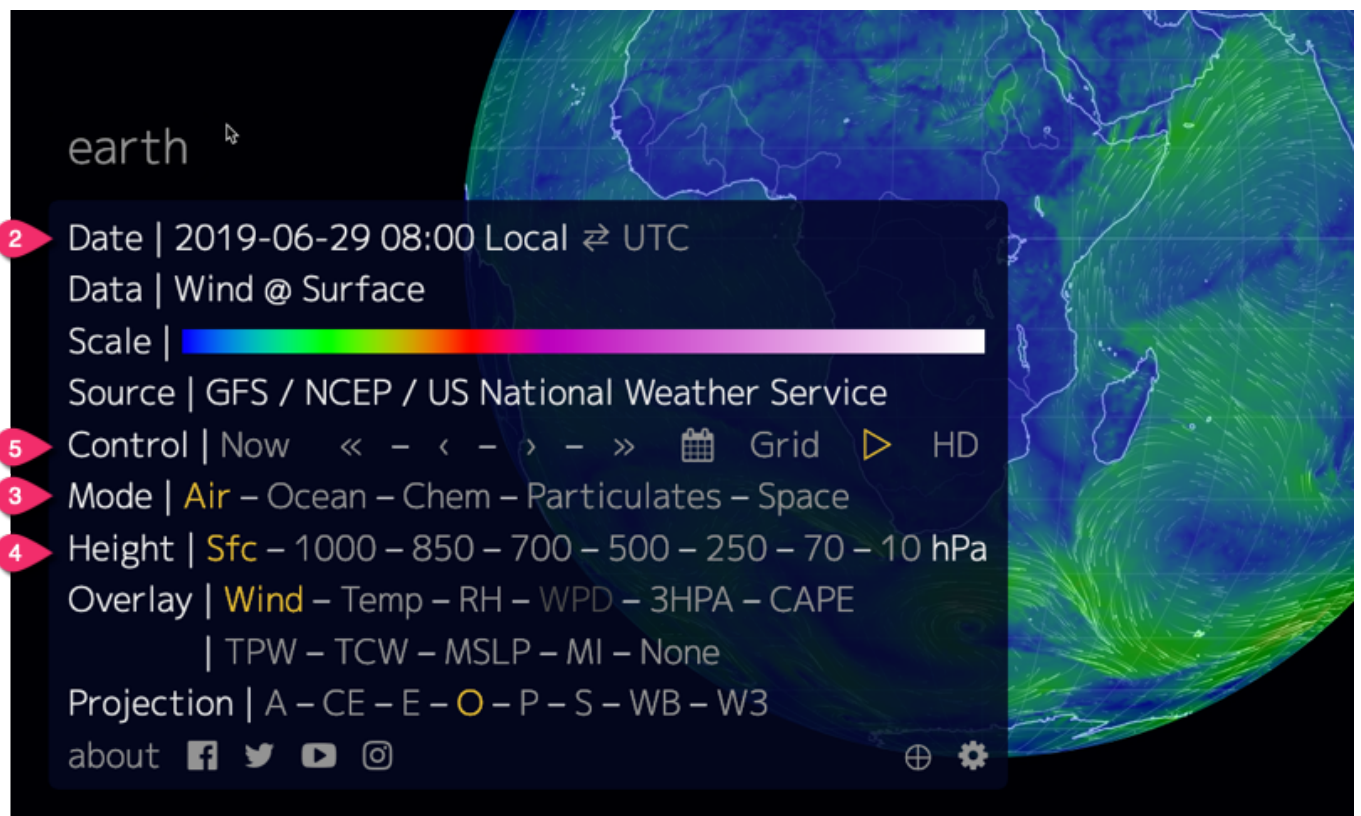 earth
2 Date | 2019-06-29 08:00 Local ⇄ UTC
Data | Wind @ Surface
Scale |
Source | GFS / NCEP / US National Weather Service
5 Control | Now « – ‹ – › – » Grid ▷ HD
3 Mode | Air – Ocean – Chem – Particulates – Space
4 Height | Sfc – 1000 – 850 – 700 – 500 – 250 – 70 – 10 hPa
Overlay | Wind – Temp – RH – WPD – 3HPA – CAPE
| TPW – TCW – MSLP – MI – None
Projection | A – CE – E – O – P – S – WB – W3
about